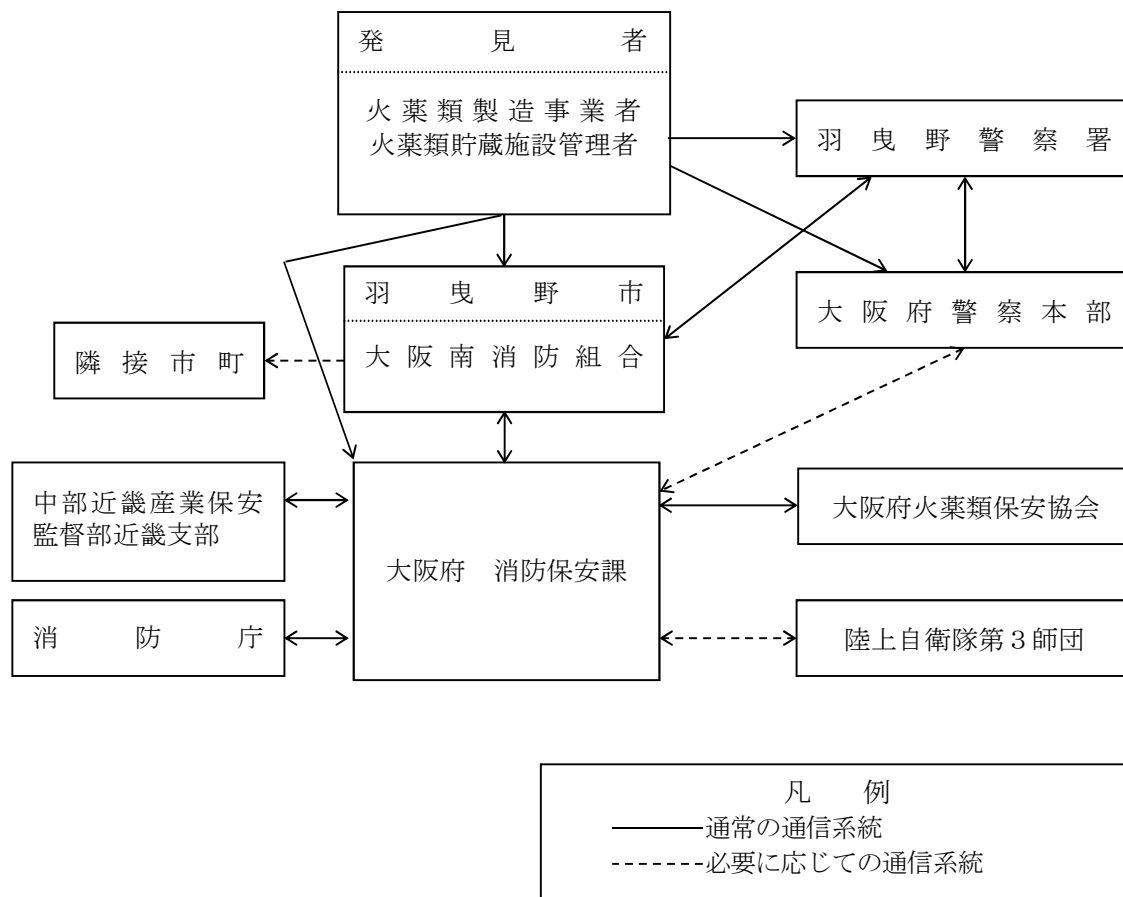 発見者
火薬類製造事業者
火薬類貯蔵施設管理者
羽曳野警察署
羽曳野市
大阪南消防組合
大阪府警察本部
隣接市町
中部近畿産業保安
監督部近畿支部
大阪府　消防保安課
大阪府火薬類保安協会
消防庁
陸上自衛隊第３師団
凡　例
通常の通信系統
必要に応じての通信系統